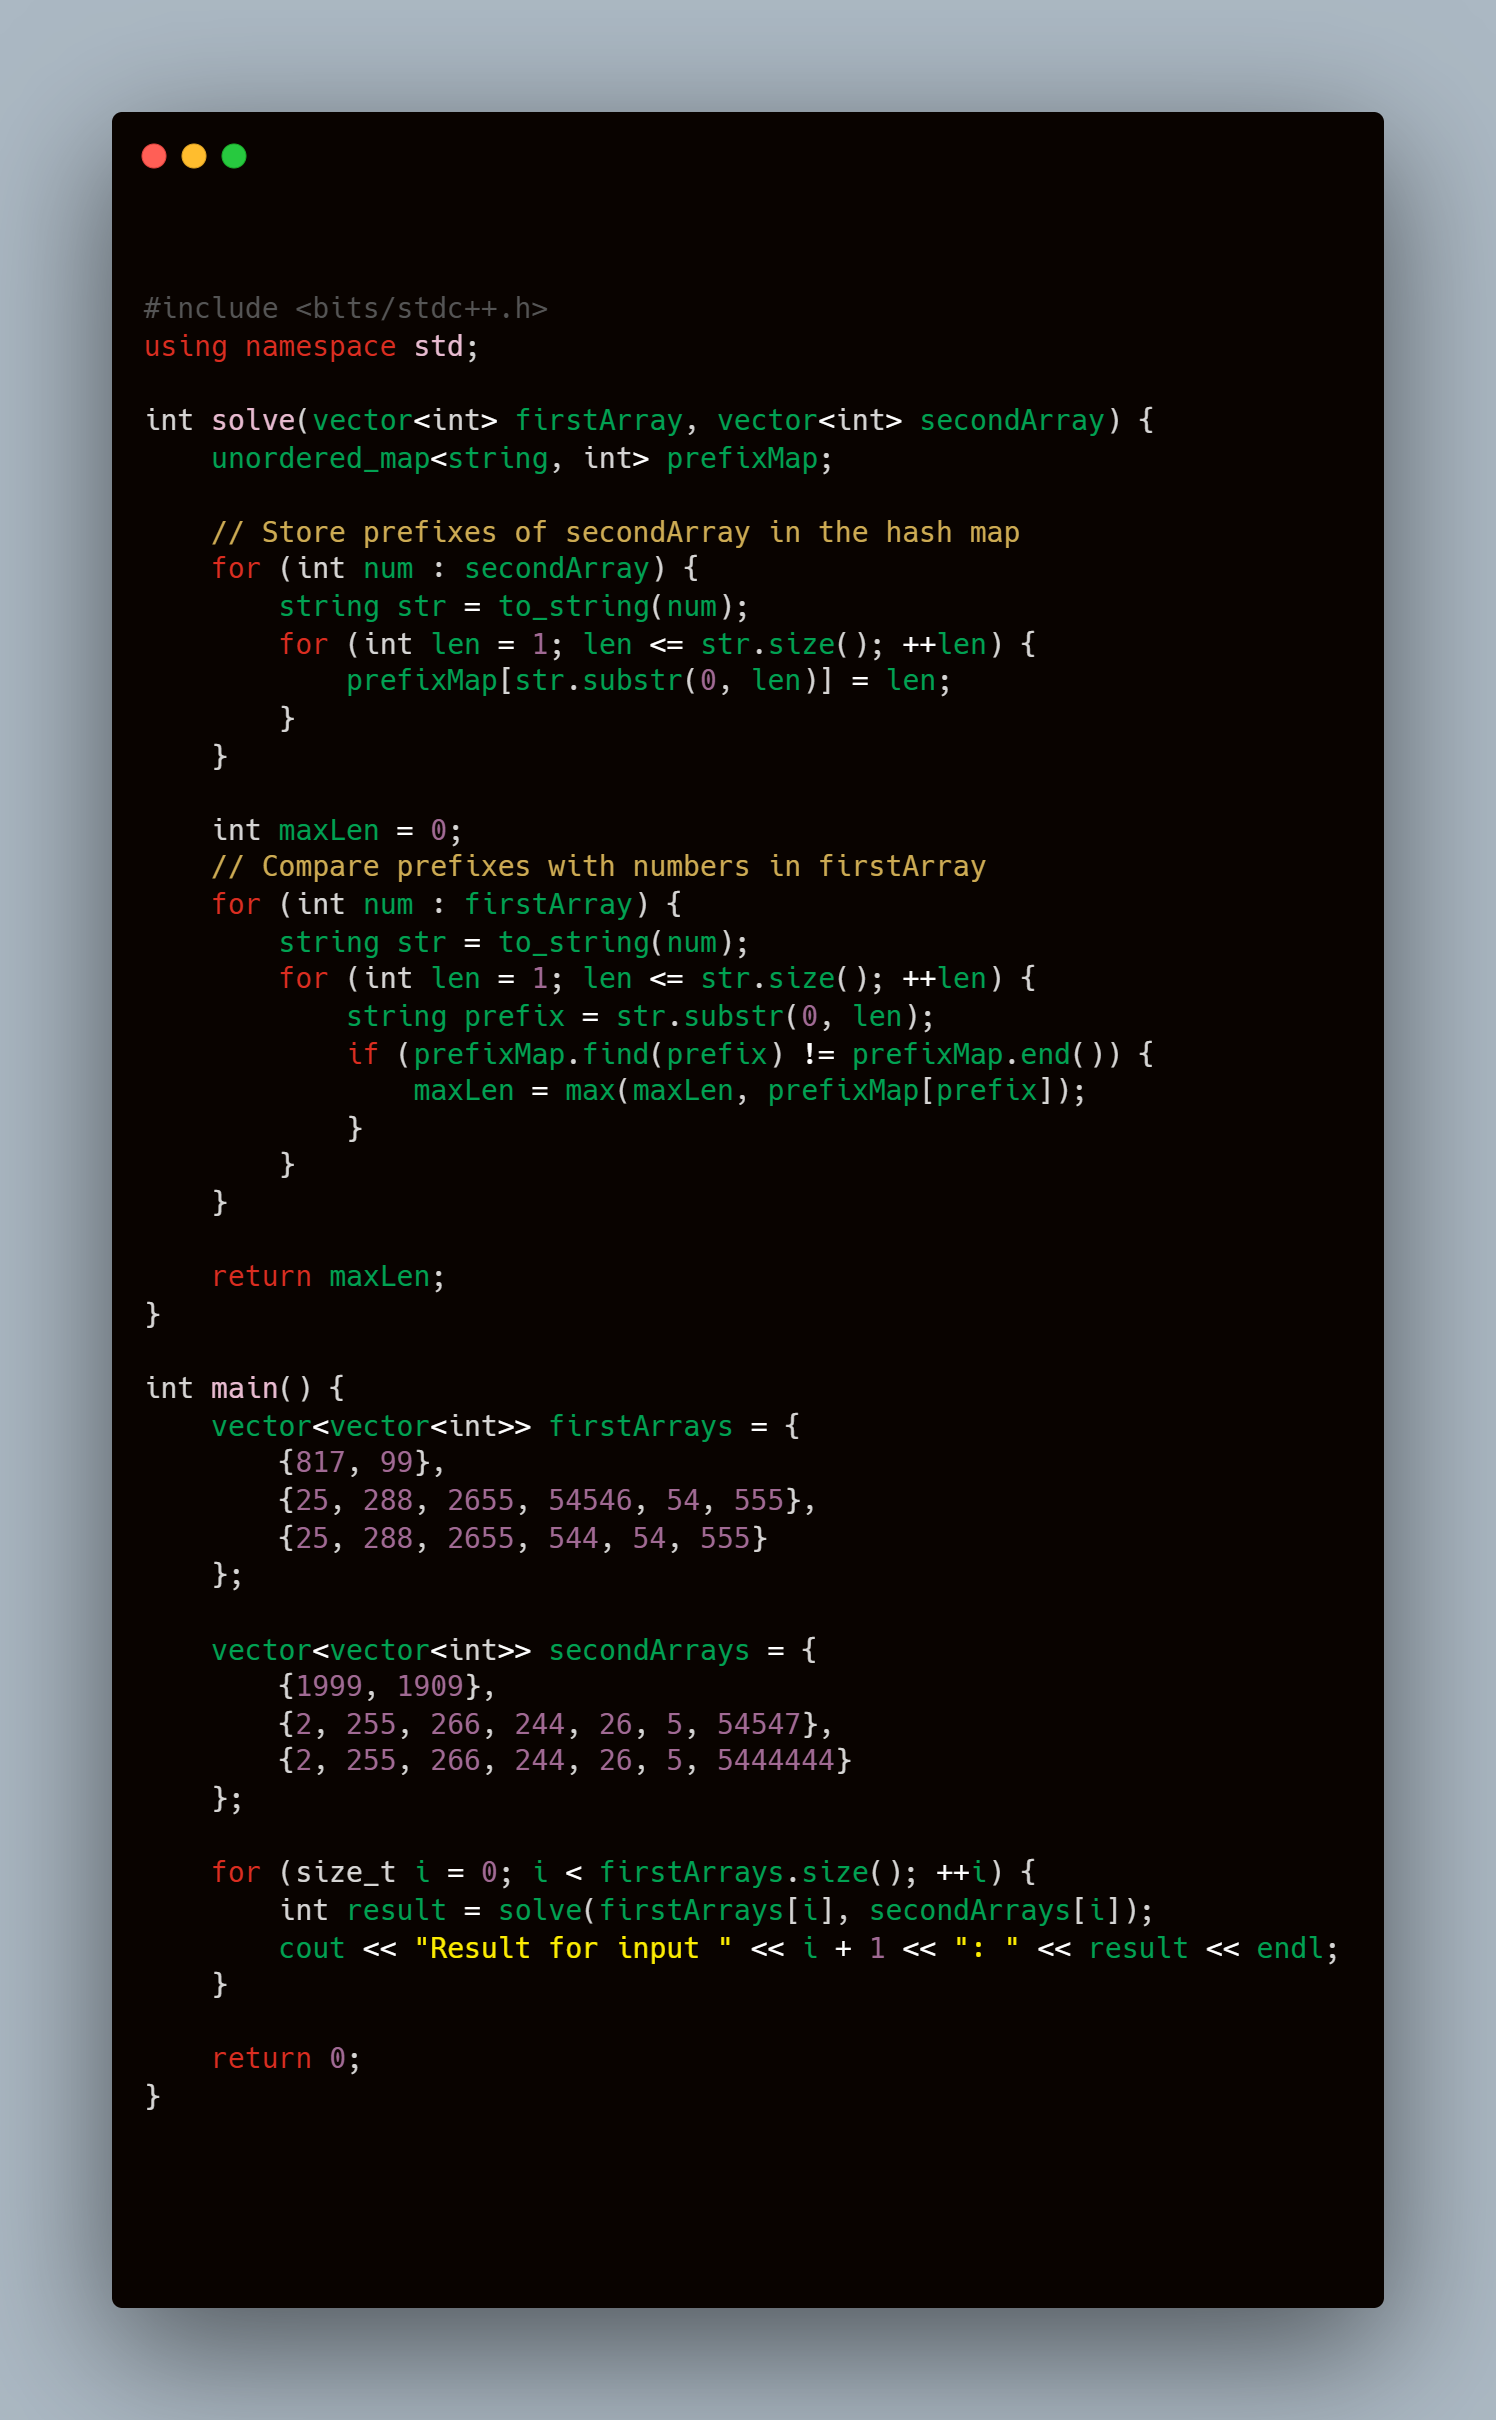 #include <bits/stdc++.h>
using namespace std;

int solve(vector<int> firstArray, vector<int> secondArray) {
    unordered_map<string, int> prefixMap;

    // Store prefixes of secondArray in the hash map
    for (int num : secondArray) {
        string str = to_string(num);
        for (int len = 1; len <= str.size(); ++len) {
            prefixMap[str.substr(0, len)] = len;
        }
    }

    int maxLen = 0;
    // Compare prefixes with numbers in firstArray
    for (int num : firstArray) {
        string str = to_string(num);
        for (int len = 1; len <= str.size(); ++len) {
            string prefix = str.substr(0, len);
            if (prefixMap.find(prefix) != prefixMap.end()) {
                maxLen = max(maxLen, prefixMap[prefix]);
            }
        }
    }

    return maxLen;
}

int main() {
    vector<vector<int>> firstArrays = {
        {817, 99},
        {25, 288, 2655, 54546, 54, 555},
        {25, 288, 2655, 544, 54, 555}
    };

    vector<vector<int>> secondArrays = {
        {1999, 1909},
        {2, 255, 266, 244, 26, 5, 54547},
        {2, 255, 266, 244, 26, 5, 5444444}
    };

    for (size_t i = 0; i < firstArrays.size(); ++i) {
        int result = solve(firstArrays[i], secondArrays[i]);
        cout << "Result for input " << i + 1 << ": " << result << endl;
    }

    return 0;
}